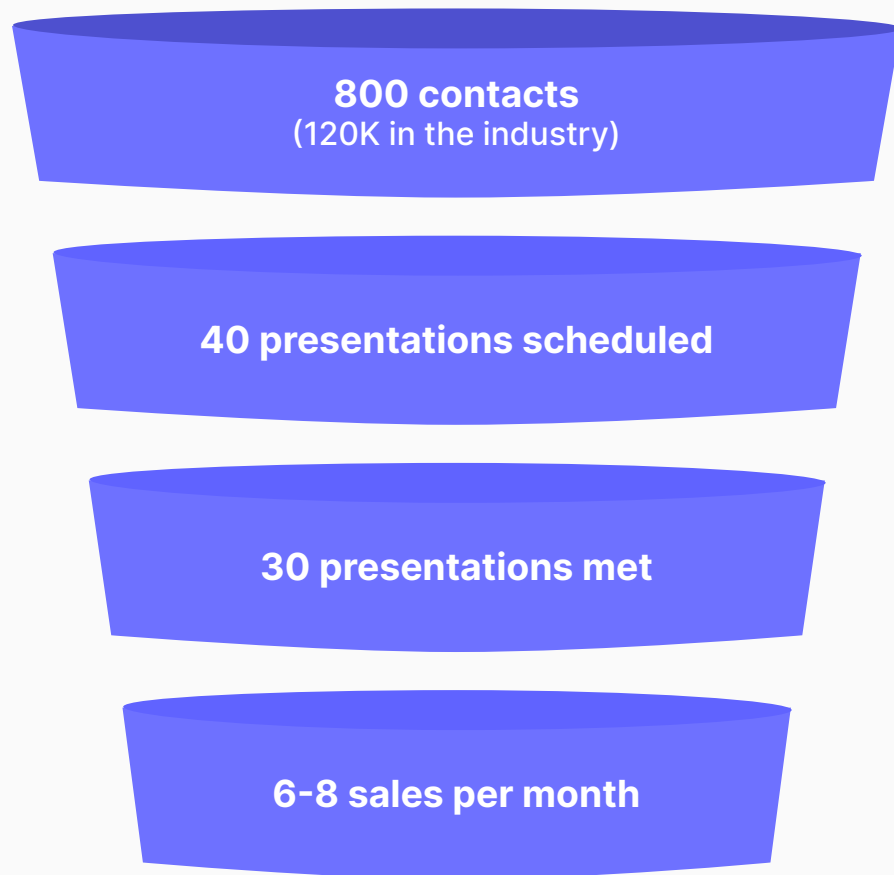 800 contacts
(120K in the industry)
40 presentations scheduled
30 presentations met
6-8 sales per month